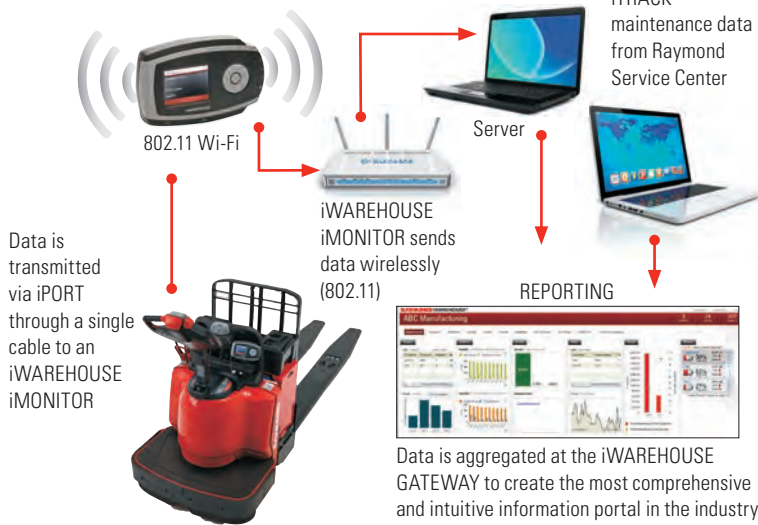 iTRACK
maintenance data
from Raymond
Service Center
802.11 Wi-Fi
Server
iWAREHOUSE
iMONITOR sends
data wirelessly
(802.11)
Data is
transmitted
via iPORT
through a single
cable to an
iWAREHOUSE
iMONITOR
REPORTING
ABC Manufacturing
Data is aggregated at the iWAREHOUSE
GATEWAY to create the most comprehensive
and intuitive information portal in the industry